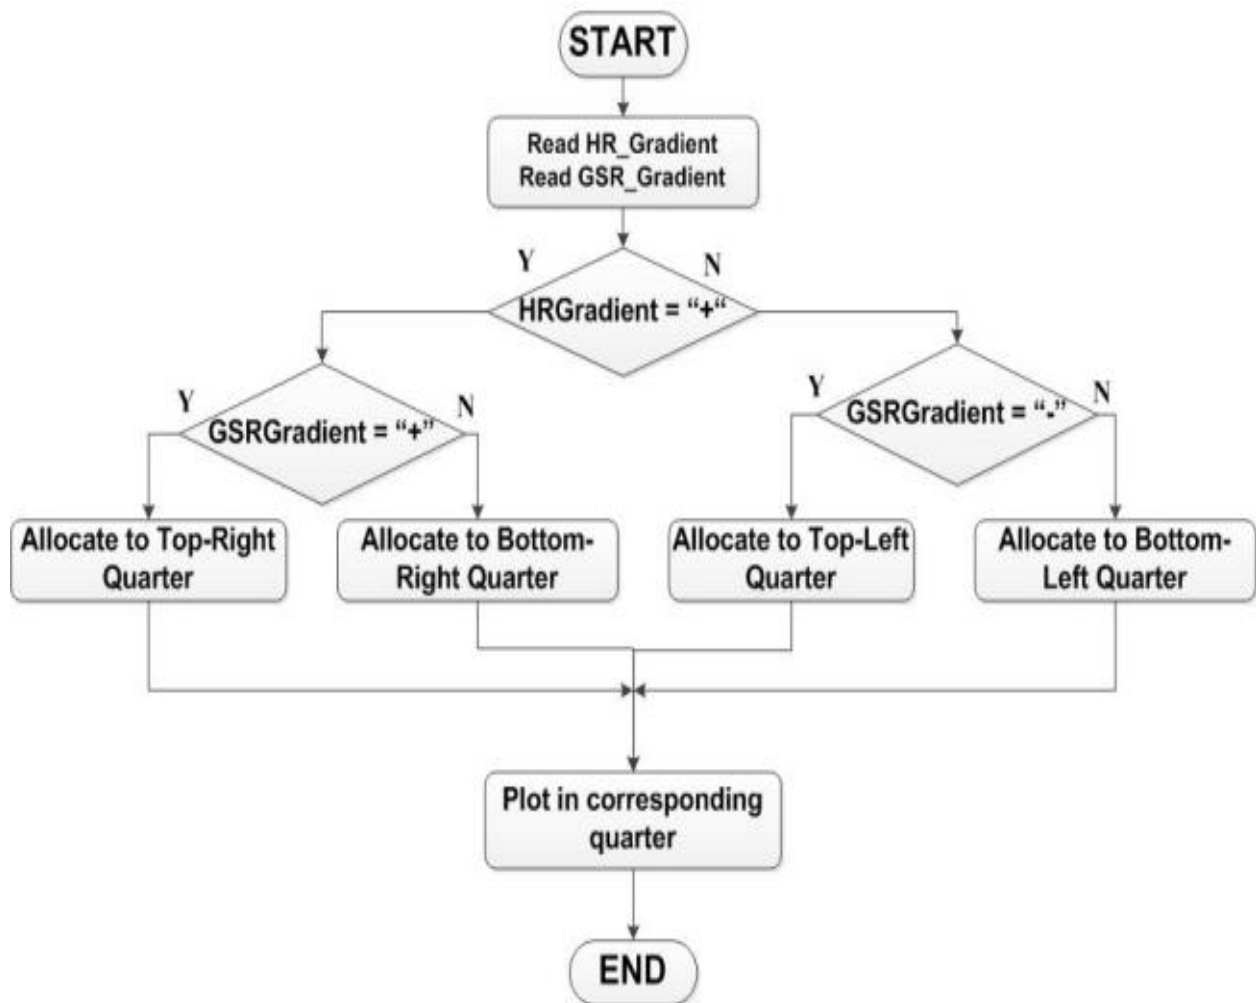 START
Read HR_Gradient
Read GSR_Gradient
Y
N
HRGradient = “+“
Y
N
GSRGradient = “+”
Y
N
GSRGradient = “-”
Allocate to Top-Right
Quarter
Allocate to Bottom-
Right Quarter
Allocate to Top-Left
Quarter
Allocate to Bottom-
Left Quarter
Plot in corresponding
quarter
END